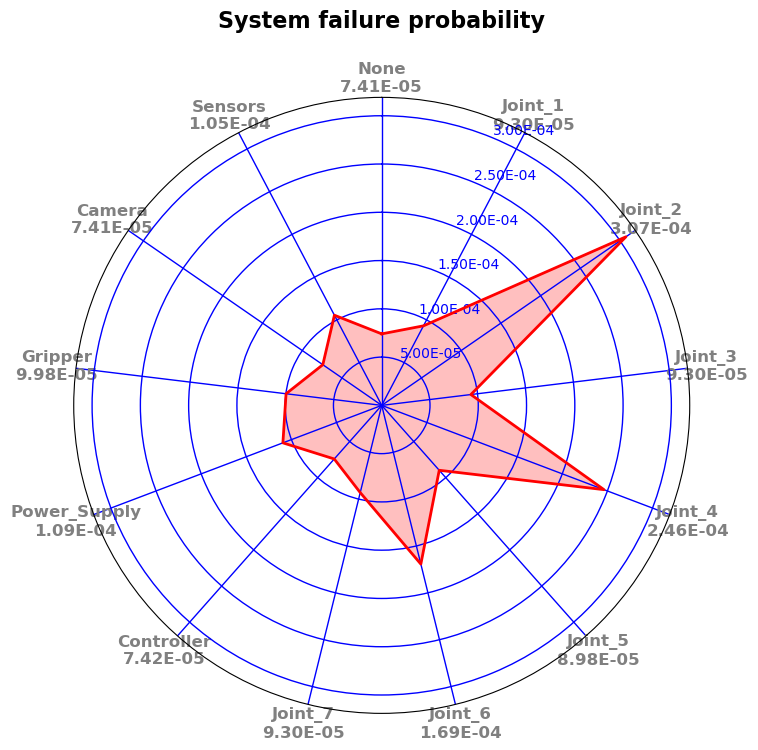 System failure probability
None
7.41E-05
Joint_1
9.30E-05
Joint_2
3.07E-04
Joint_3
9.30E-05
Joint_4
2.46E-04
Joint_5
8.98E-05
Joint_6
1.69E-04
Joint_7
9.30E-05
Controller
7.42E-05
Power_Supply
1.09E-04
Gripper
9.98E-05
Camera
7.41E-05
Sensors
1.05E-04
3.00E-04
2.50E-04
2.00E-04
1.50E-04
1.00E-04
5.00E-05